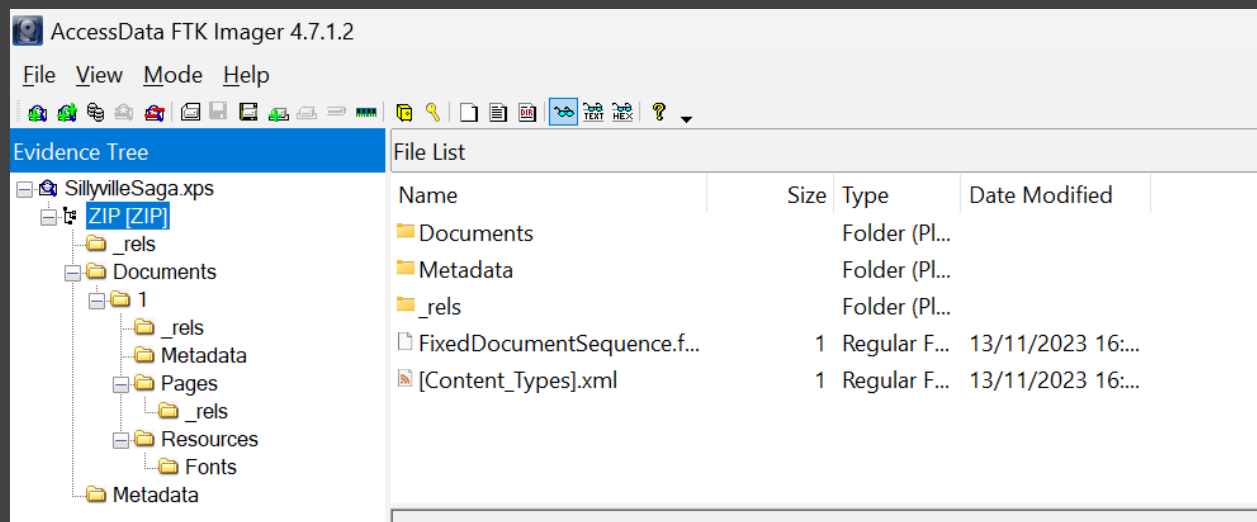 AccessData FTK Imager 4.7.1.2
File View Mode Help
DIR TEXT HEX ?
Evidence Tree
SillyvilleSaga.xps
ZIP [ZIP]
_rels
Documents
1
_rels
Metadata
Pages
_rels
Resources
Fonts
Metadata
File List
Name Size Type Date Modified
Documents Folder (Pl...
Metadata Folder (Pl...
_rels Folder (Pl...
FixedDocumentSequence.f... 1 Regular F... 13/11/2023 16:...
[Content_Types].xml 1 Regular F... 13/11/2023 16:...